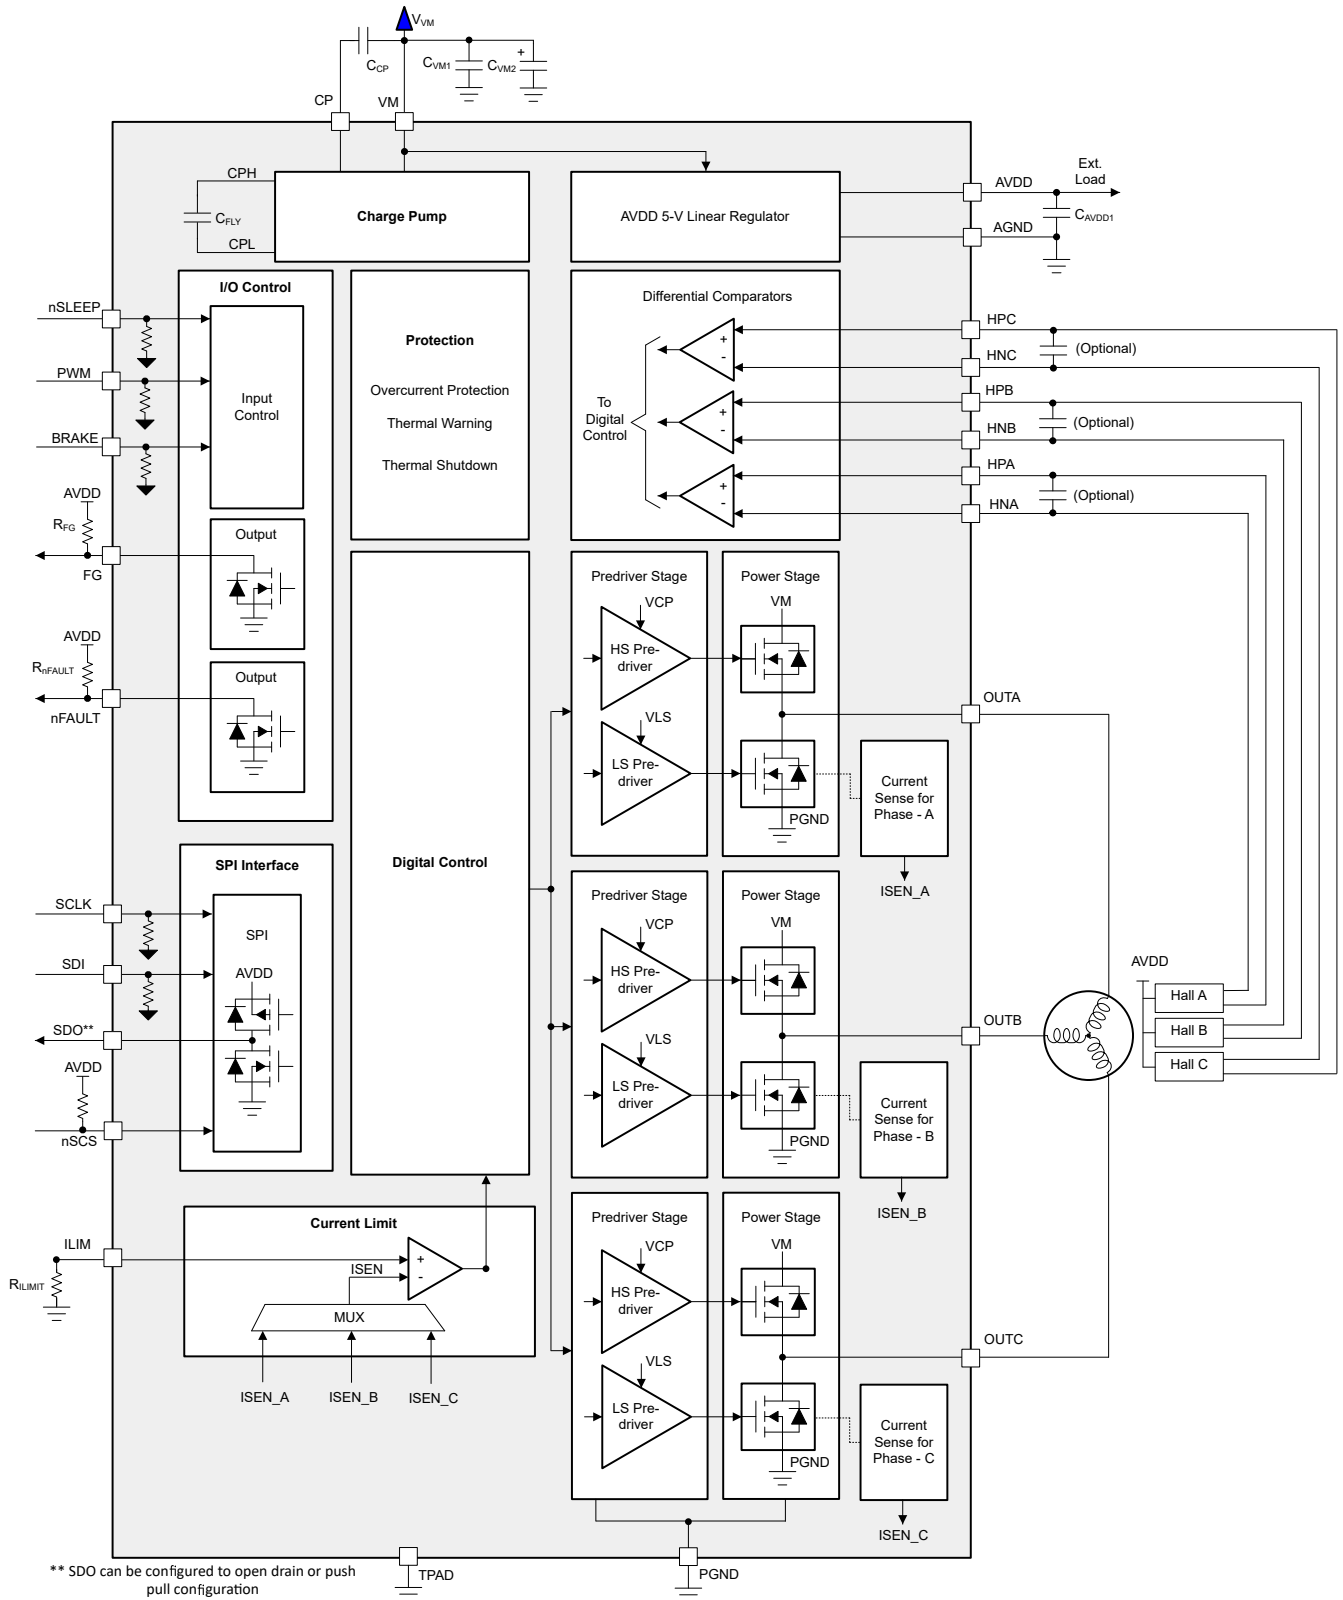 VVM
CCP
CVM1
+
CVM2
CP
VM
CPH
CFLY
CPL
Charge Pump
AVDD 5-V Linear Regulator
AVDD
Ext.
Load
CAVDD1
AGND
I/O Control
nSLEEP
PWM
BRAKE
Input
Control
AVDD
RFG
FG
Output
AVDD
RnFAULT
nFAULT
Output
Protection
Overcurrent Protection
Thermal Warning
Thermal Shutdown
Differential Comparators
+
-
+
-
+
-
To
Digital
Control
HPC
HNC
(Optional)
HPB
HNB
(Optional)
HPA
HNA
(Optional)
Digital Control
Predriver Stage
VCP
HS Pre-
driver
VLS
LS Pre-
driver
Power Stage
VM
PGND
OUTA
Current
Sense for
Phase - A
ISEN_A
SPI Interface
SCLK
SDI
SDO**
AVDD
nSCS
SPI
AVDD
Predriver Stage
VCP
HS Pre-
driver
VLS
LS Pre-
driver
Power Stage
VM
PGND
OUTB
Current
Sense for
Phase - B
ISEN_B
AVDD
Hall A
Hall B
Hall C
Current Limit
ILIM
RILIMIT
+
-
ISEN
MUX
ISEN_A
ISEN_B
ISEN_C
Predriver Stage
VCP
HS Pre-
driver
VLS
LS Pre-
driver
Power Stage
VM
PGND
OUTC
Current
Sense for
Phase - C
ISEN_C
TPAD
PGND
** SDO can be configured to open drain or push
pull configuration